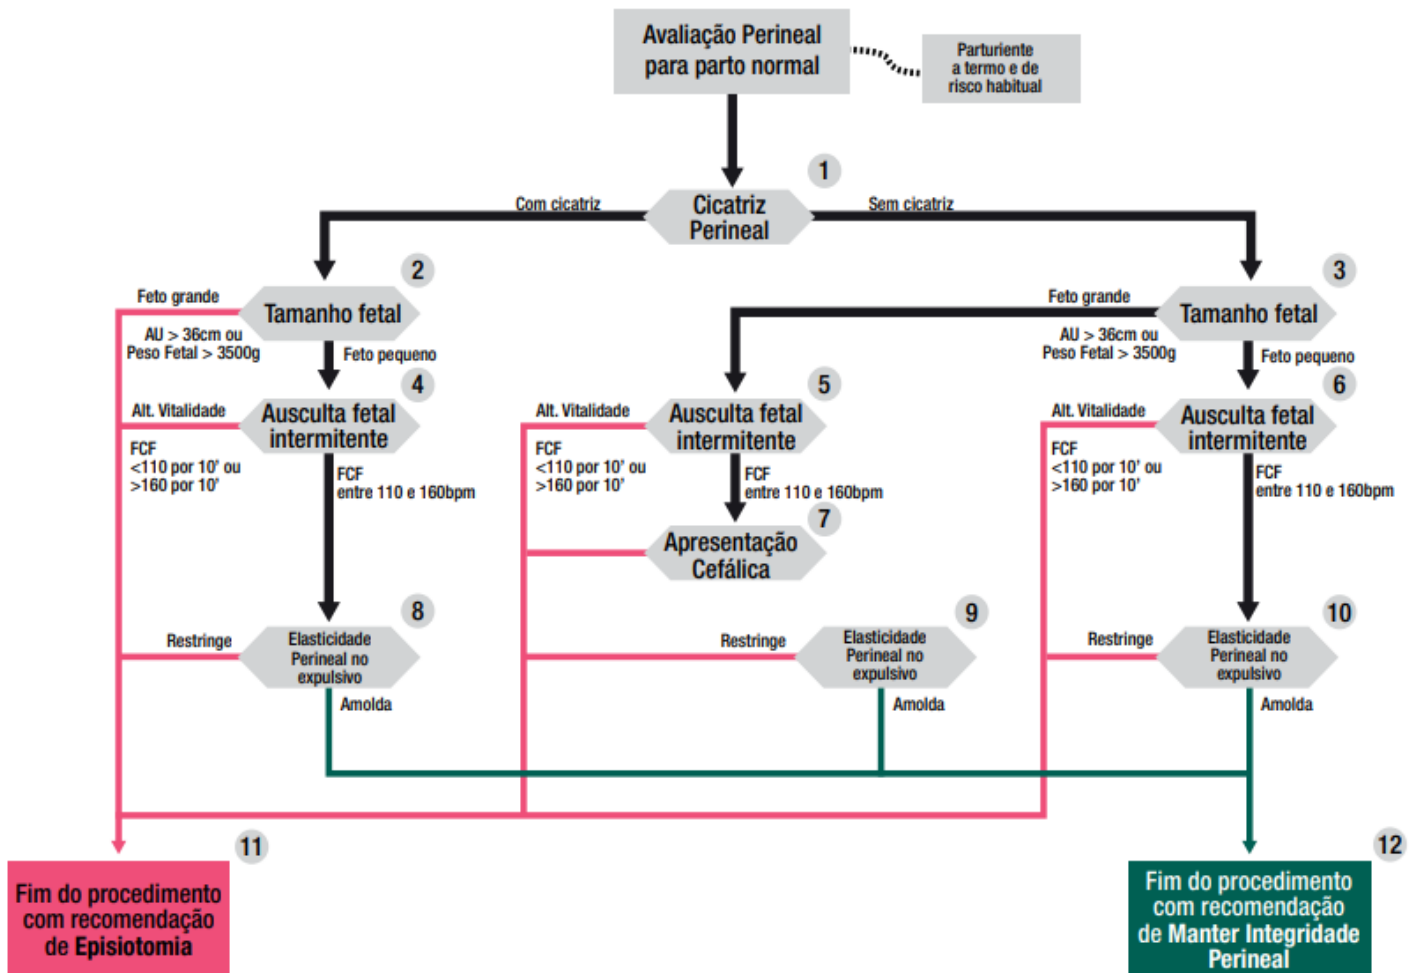 Avaliação Perineal
para parto normal
Parturiente
a termo e de
risco habitual
1
Com cicatriz
Cicatriz
Perineal
Sem cicatriz
2
3
Feto grande
Tamanho fetal
AU > 36cm ou
Peso Fetal > 3500g
Feto pequeno
Feto grande
Tamanho fetal
AU > 36cm ou
Peso Fetal > 3500g
Feto pequeno
4
5
6
Alt. Vitalidade
Ausculta fetal
intermitente
FCF
<110 por 10' ou
>160 por 10'
FCF
entre 110 e 160bpm
Alt. Vitalidade
Ausculta fetal
intermitente
FCF
<110 por 10' ou
>160 por 10'
FCF
entre 110 e 160bpm
Alt. Vitalidade
Ausculta fetal
intermitente
FCF
<110 por 10' ou
>160 por 10'
FCF
entre 110 e 160bpm
7
Apresentação
Cefálica
8
9
10
Restringe
Elasticidade
Perineal no
expulsivo
Amolda
Restringe
Elasticidade
Perineal no
expulsivo
Amolda
Restringe
Elasticidade
Perineal no
expulsivo
Amolda
11
12
Fim do procedimento
com recomendação
de Episiotomia
Fim do procedimento
com recomendação
de Manter Integridade
Perineal